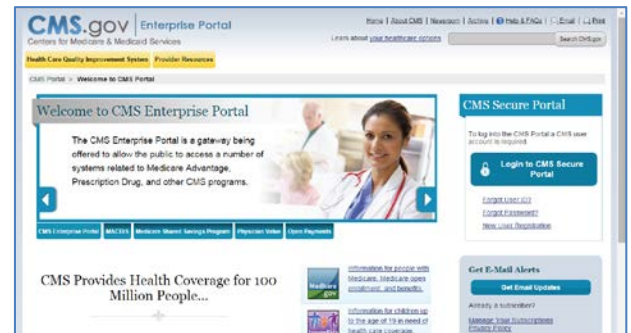 CMS.gov | Enterprise Portal
Centers for Medicare & Medicaid Services
Home | About CMS | Newsroom | Archive | Help & FAQs | Email | Print
Learn about your healthcare options
Search CMS.gov
Health Care Quality Improvement System Provider Resources
CMS Portal > Welcome to CMS Portal
Welcome to CMS Enterprise Portal
The CMS Enterprise Portal is a gateway being
offered to allow the public to access a number of
systems related to Medicare Advantage,
Prescription Drug, and other CMS programs.
CMS Enterprise Portal MACBIS Medicare Shared Savings Program Physician Value Open Payments
CMS Secure Portal
To log into the CMS Portal a CMS user
account is required.
Login to CMS Secure
Portal
Forgot User ID?
Forgot Password?
New User Registration
CMS Provides Health Coverage for 100
Million People...
Medicare
.gov
Information for people with
Medicare, Medicare open
enrollment, and benefits.
Information for children up
to the age of 19 in need of
health care coverage.
Get E-Mail Alerts
Get Email Updates
Already a subscriber?
Manage Your Subscriptions
Privacy Policy